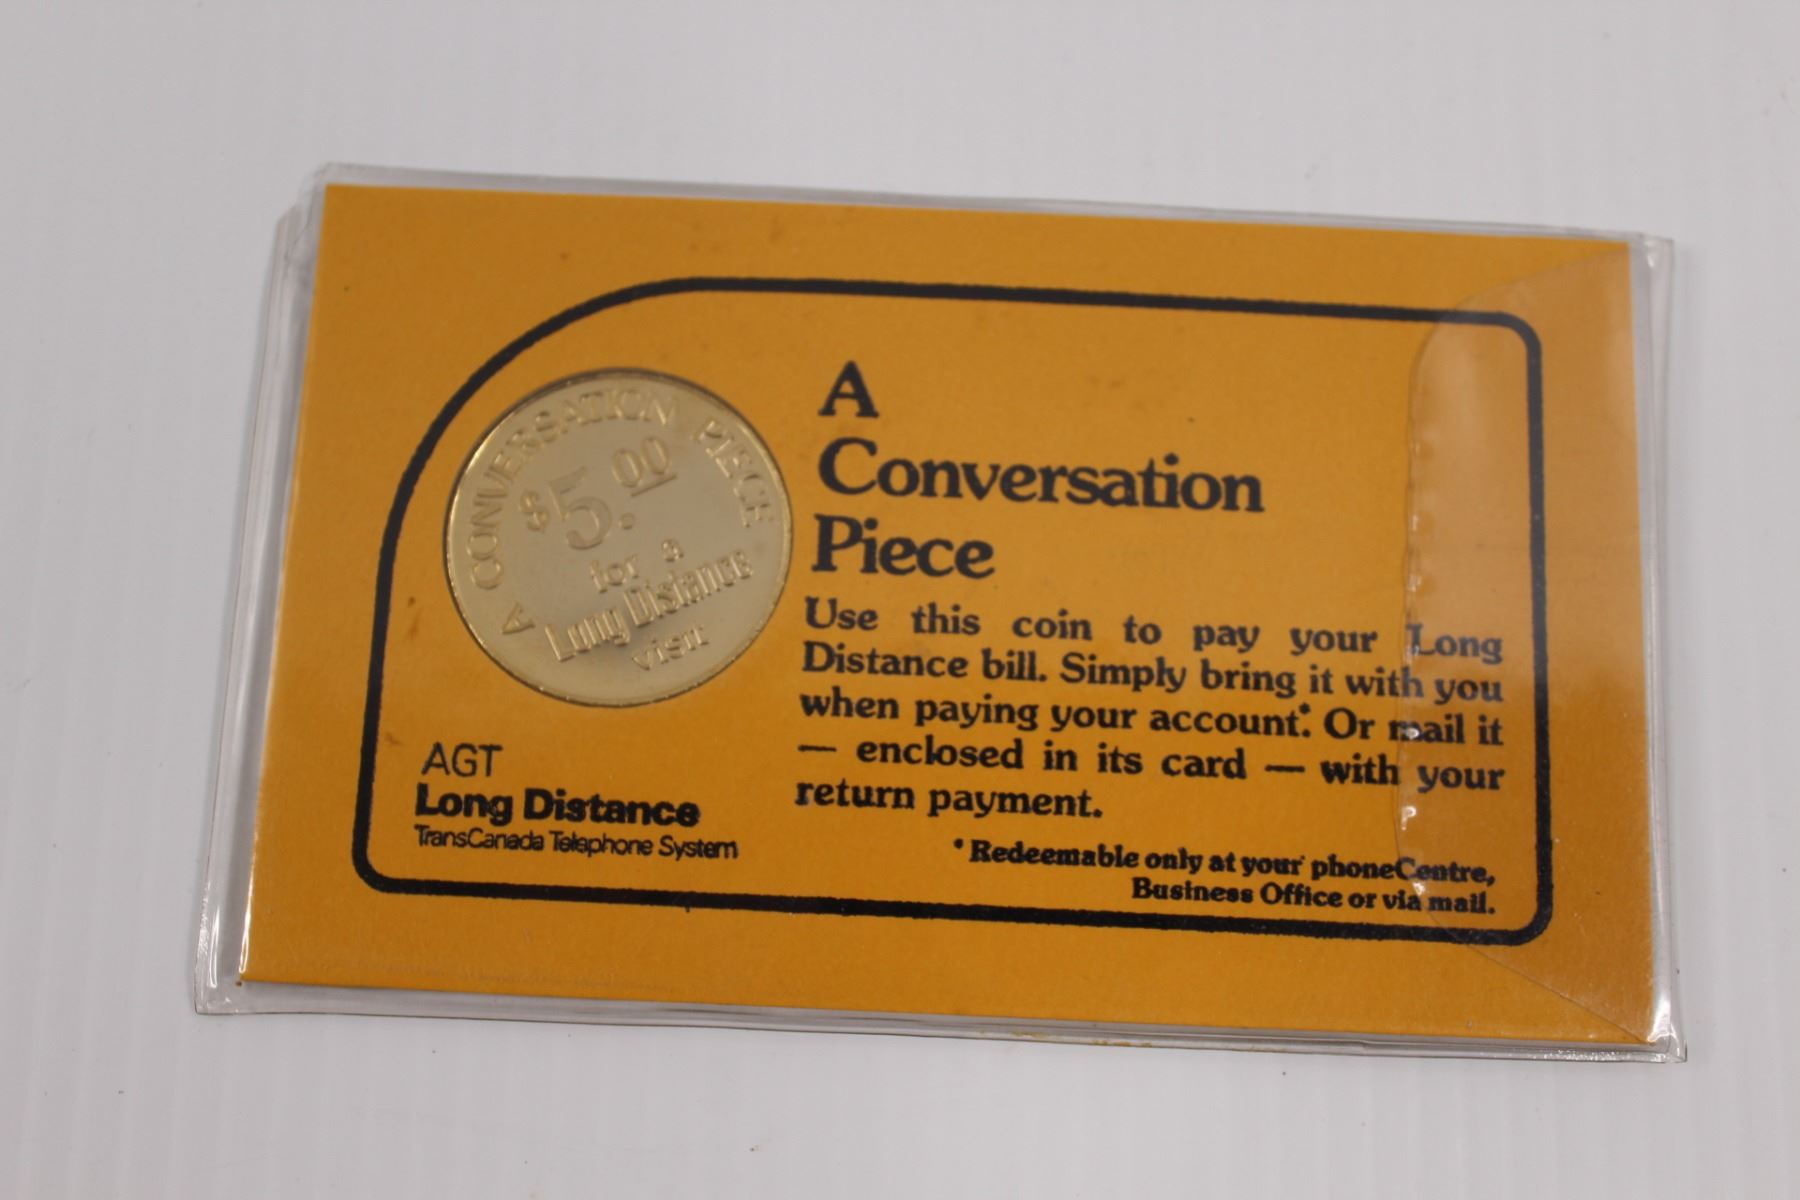 A CONVERSATION PIECE
$5.00
for a
Long Distance
visit
AGT
Long Distance
TransCanada Telephone System
A
Conversation
Piece
Use this coin to pay your Long
Distance bill. Simply bring it with you
when paying your account.* Or mail it
— enclosed in its card — with your
return payment.
* Redeemable only at your phoneCentre,
Business Office or via mail.